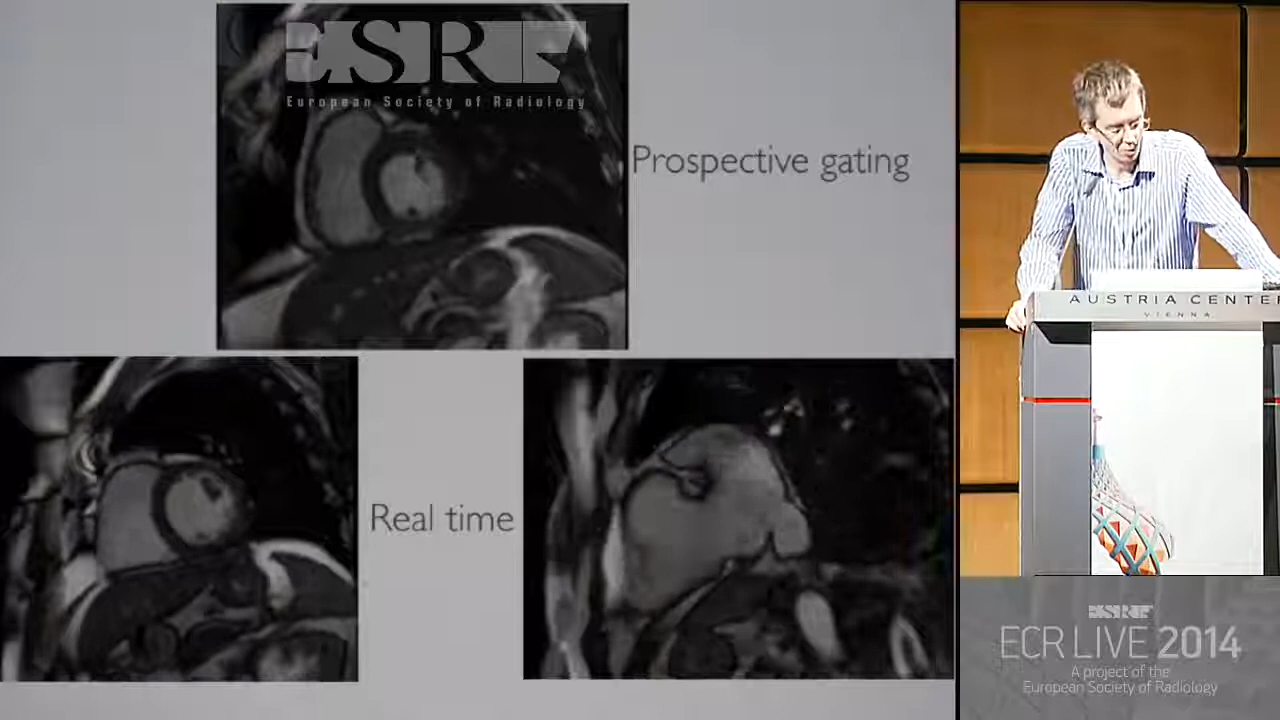 ESR
European Society of Radiology
Prospective gating
Real time
AUSTRIA CENTER
VIENNA
ESR
ECR LIVE 2014
A project of the
European Society of Radiology